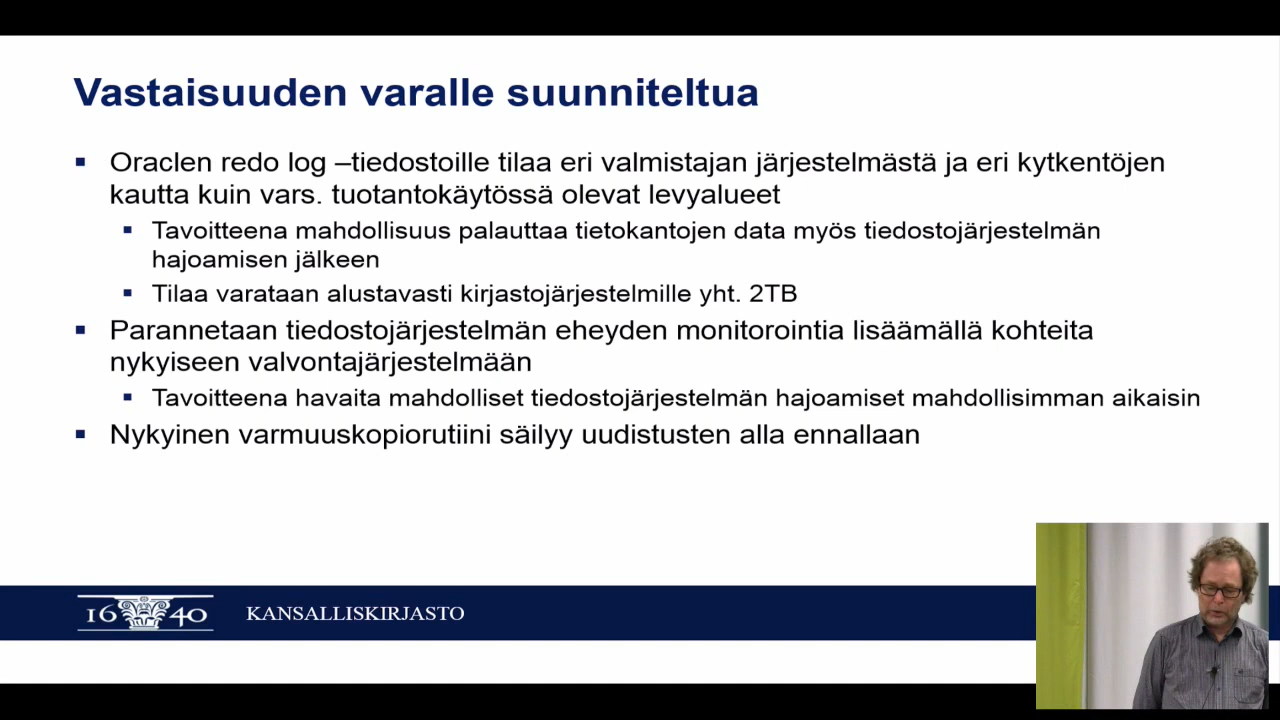 Vastaisuuden varalle suunniteltua
Oraclen redo log –tiedostoille tilaa eri valmistajan järjestelmästä ja eri kytkentöjen
kautta kuin vars. tuotantokäytössä olevat levyalueet
Tavoitteena mahdollisuus palauttaa tietokantojen data myös tiedostojärjestelmän
hajoamisen jälkeen
Tilaa varataan alustavasti kirjastojärjestelmille yht. 2TB
Parannetaan tiedostojärjestelmän eheyden monitorointia lisäämällä kohteita
nykyiseen valvontajärjestelmään
Tavoitteena havaita mahdolliset tiedostojärjestelmän hajoamiset mahdollisimman aikaisin
Nykyinen varmuuskopiorutiini säilyy uudistusten alla ennallaan
16 40 KANSALLISKIRJASTO